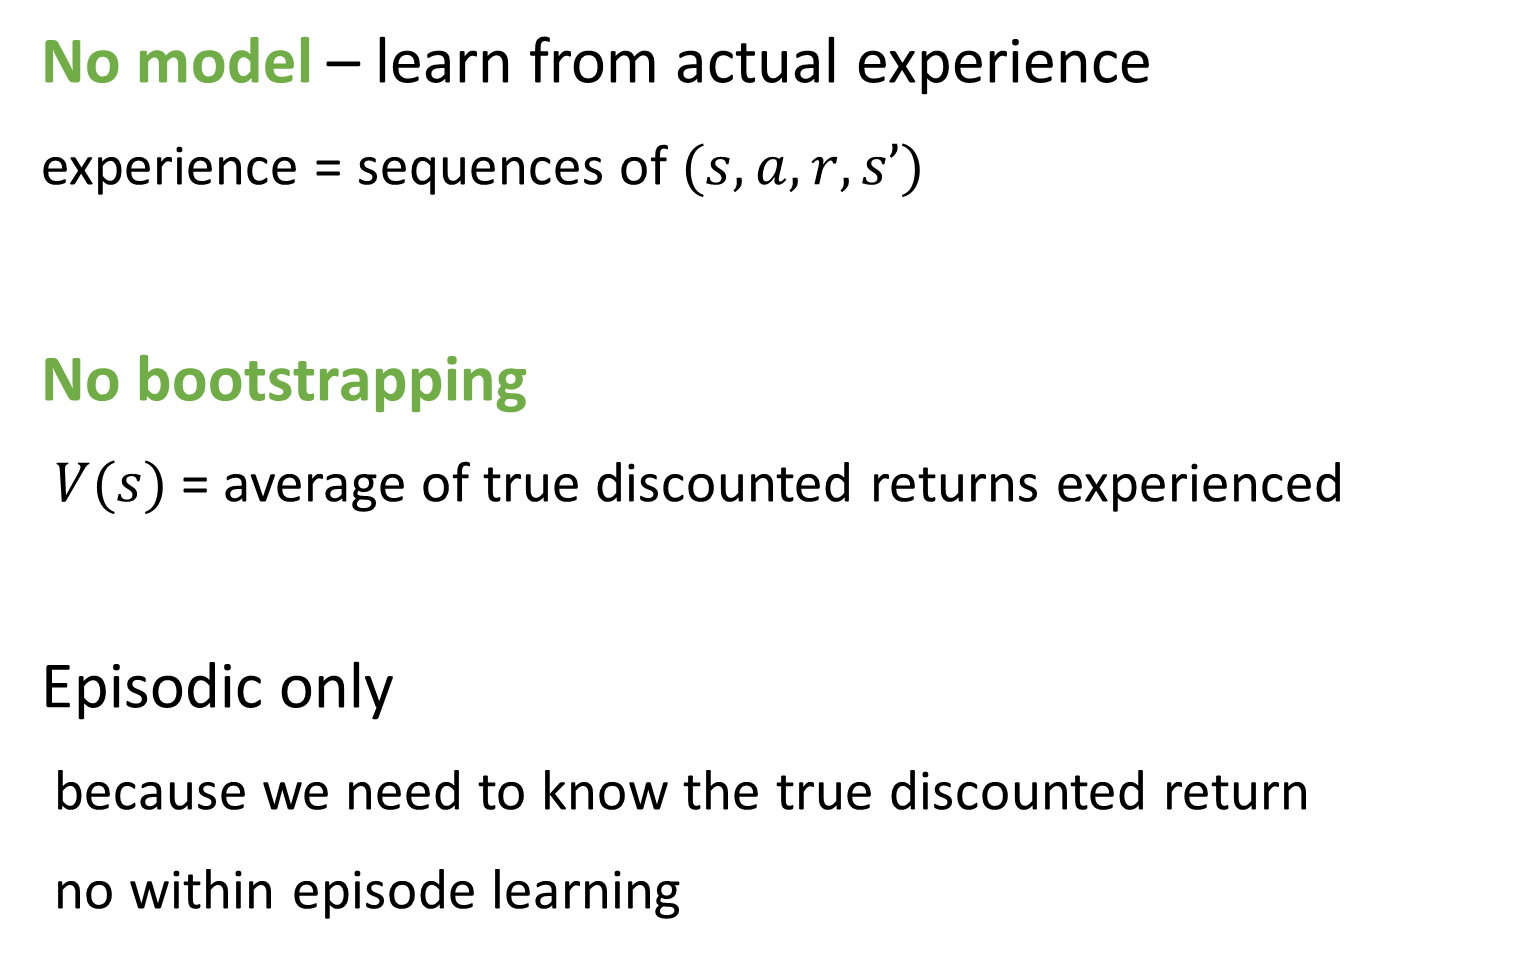 No model – learn from actual experience
experience = sequences of (s, a, r, s’)
No bootstrapping
V(s) = average of true discounted returns experienced
Episodic only
because we need to know the true discounted return
no within episode learning